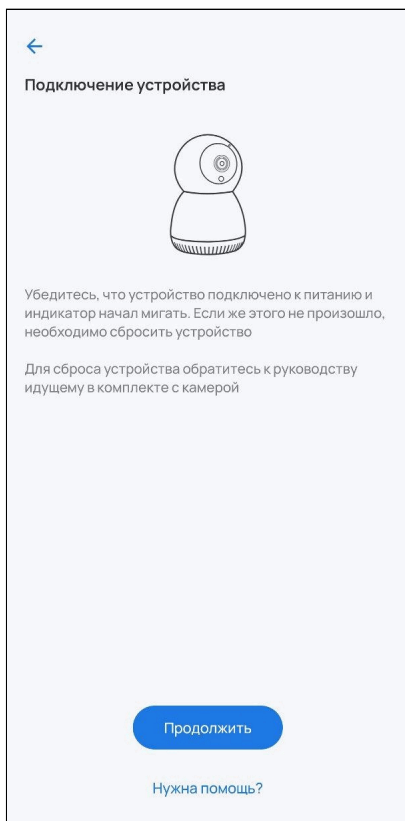 Подключение устройства
Убедитесь, что устройство подключено к питанию и
индикатор начал мигать. Если же этого не произошло,
необходимо сбросить устройство
Для сброса устройства обратитесь к руководству
идущему в комплекте с камерой
Продолжить
Нужна помощь?